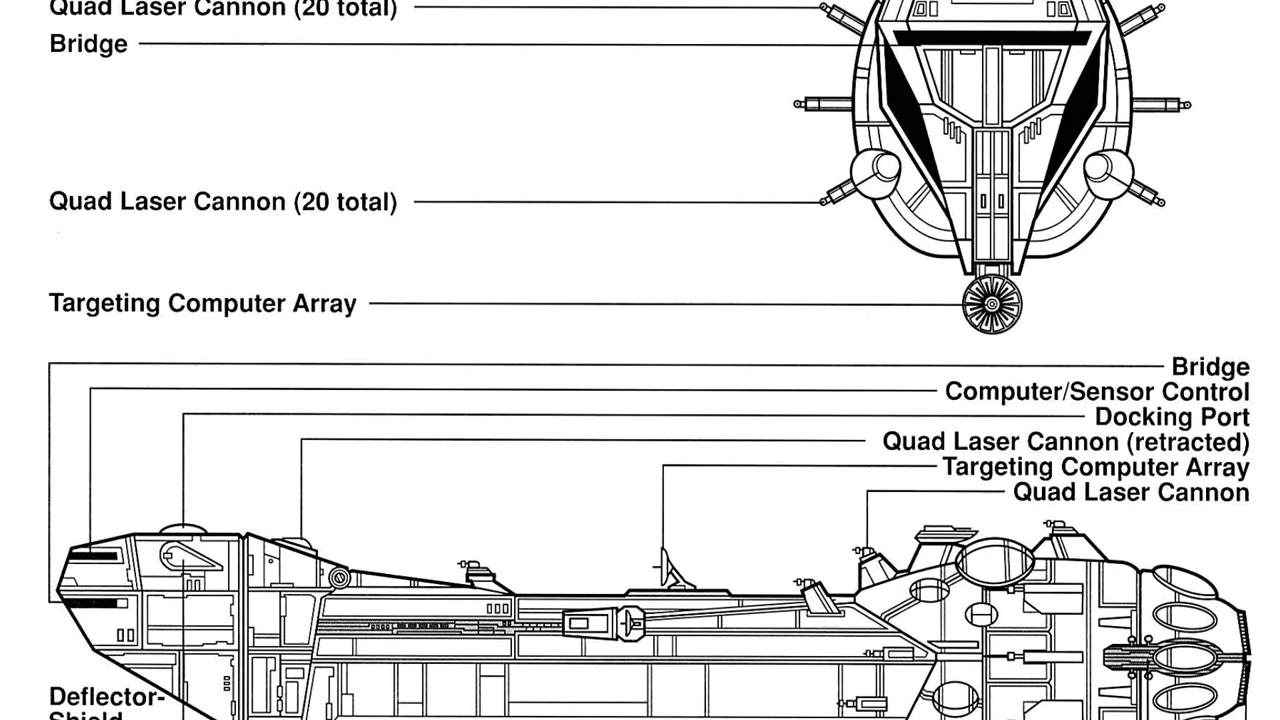 Quad Laser Cannon (20 total)
Bridge
Quad Laser Cannon (20 total)
Targeting Computer Array
Bridge
Computer/Sensor Control
Docking Port
Quad Laser Cannon (retracted)
Targeting Computer Array
Quad Laser Cannon
Deflector-
Shield